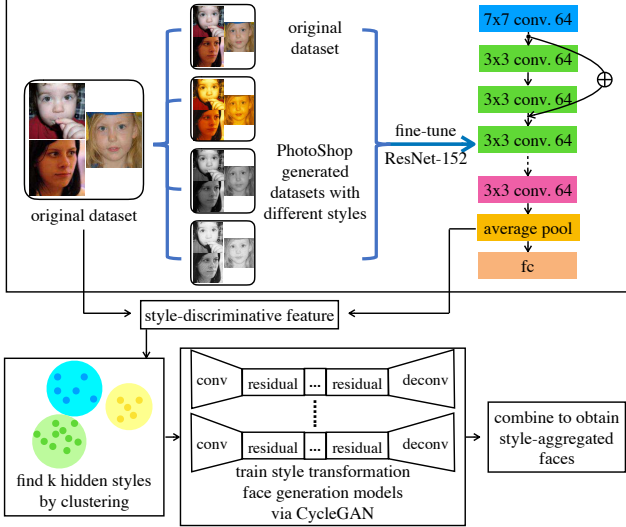 original dataset
original
dataset
PhotoShop
generated
datasets with
different styles
fine-tune
ResNet-152
7x7 conv. 64
3x3 conv. 64
3x3 conv. 64
3x3 conv. 64
3x3 conv. 64
average pool
fc
style-discriminative feature
find k hidden styles
by clustering
conv
residual
...
residual
deconv
conv
residual
...
residual
deconv
train style transformation
face generation models
via CycleGAN
combine to obtain
style-aggregated
faces